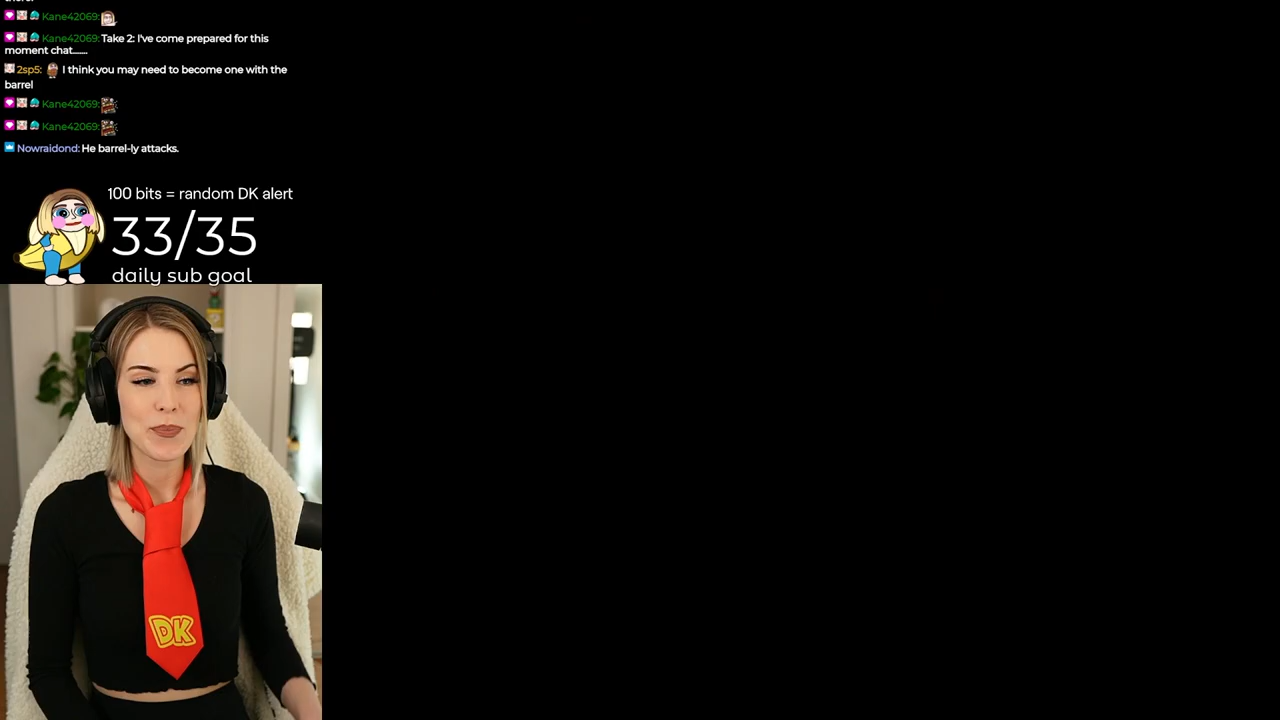 Kane42069:
Kane42069: Take 2: I've come prepared for this
moment chat.......
2sp5: I think you may need to become one with the
barrel
Kane42069:
Kane42069:
Nowraidond: He barrel-ly attacks.
100 bits = random DK alert
33/35
daily sub goal
DK